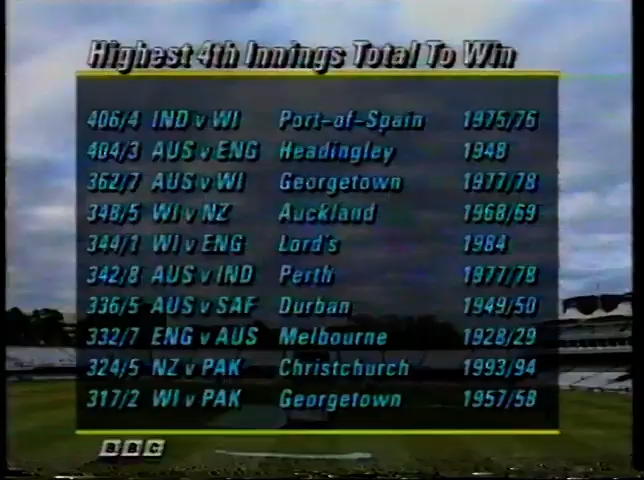 Highest 4th Innings Total To Win
406/4 IND v WI Port-of-Spain 1975/76
404/3 AUS v ENG Headingley 1948
362/7 AUS v WI Georgetown 1977/78
348/5 WI v NZ Auckland 1968/69
344/1 WI v ENG Lord's 1984
342/8 AUS v IND Perth 1977/78
336/5 AUS v SAF Durban 1949/50
332/7 ENG v AUS Melbourne 1928/29
324/5 NZ v PAK Christchurch 1993/94
317/2 WI v PAK Georgetown 1957/58
BBC